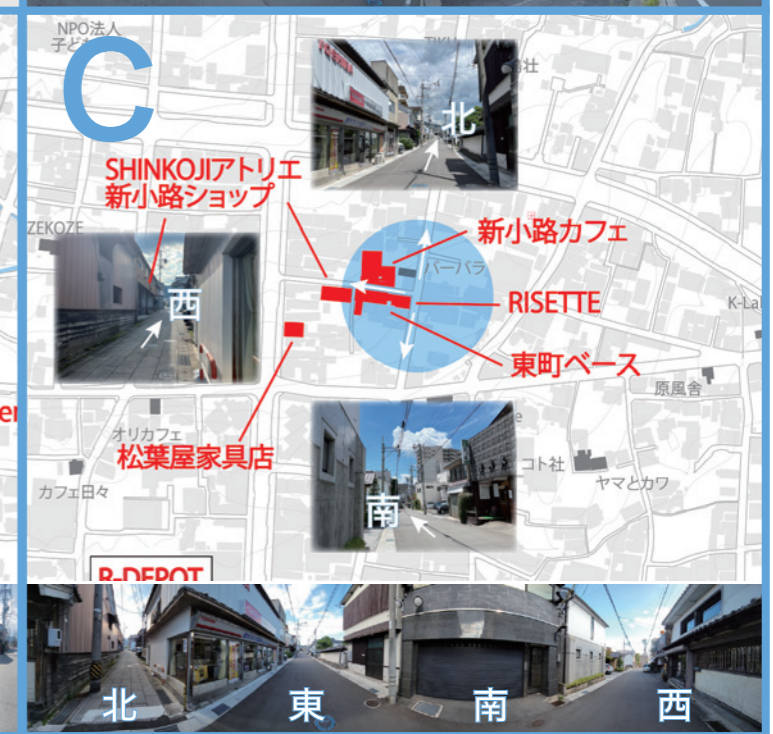 NPO法人
C
TOSHIBA
北
SHINKOJIアトリエ
新小路ショップ
ZEKOZE
西
新小路カフェ
バーバラ
RISETTE
K-La
東町ベース
原風舎
オリカフェ
松葉屋家具店
南
コト社
ヤマとカワ
カフェ日々
R-DEPOT
北
東
南
西